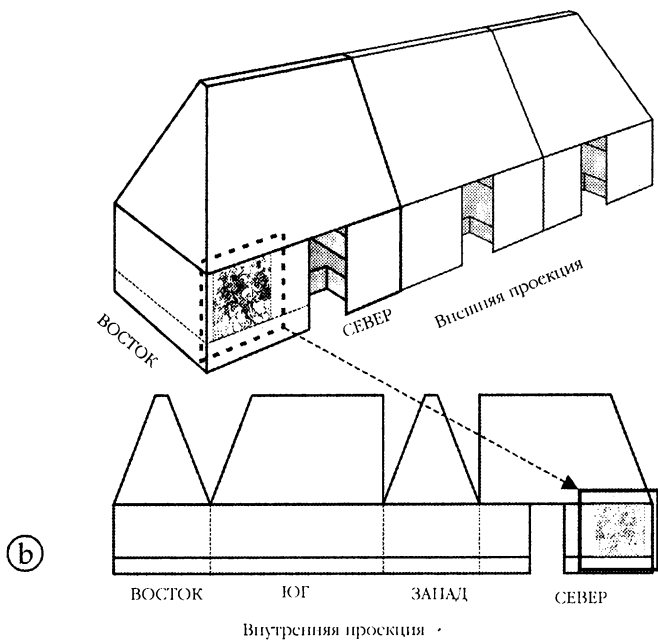 ВОСТОК
СЕВЕР
Внешняя проекция
b
ВОСТОК ЮГ ЗАПАД СЕВЕР
Внутренняя проекция